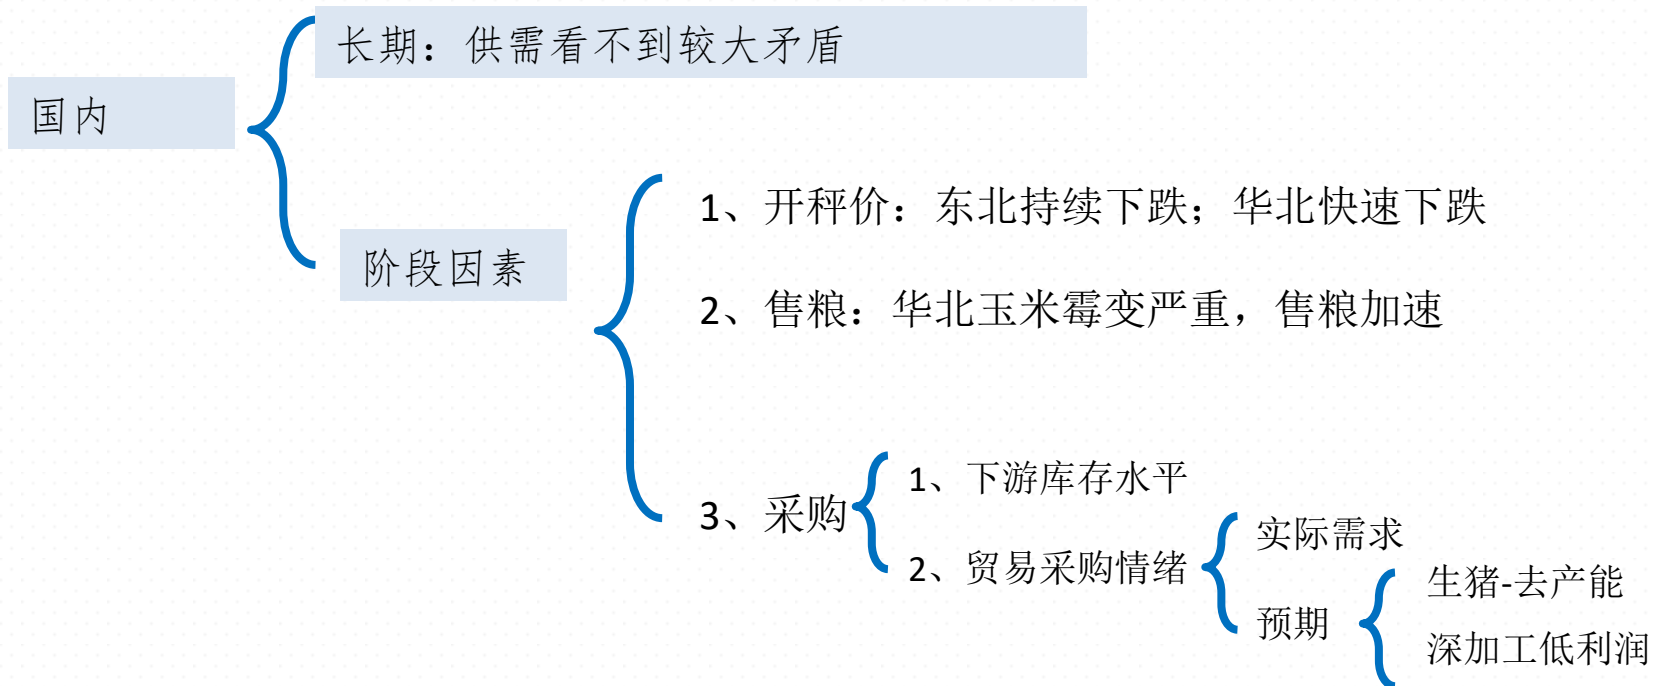 长期：供需看不到较大矛盾
国内
1、开秤价：东北持续下跌；华北快速下跌
阶段因素
2、售粮：华北玉米霉变严重，售粮加速
3、采购
1、下游库存水平
2、贸易采购情绪
实际需求
预期
生猪-去产能
深加工低利润